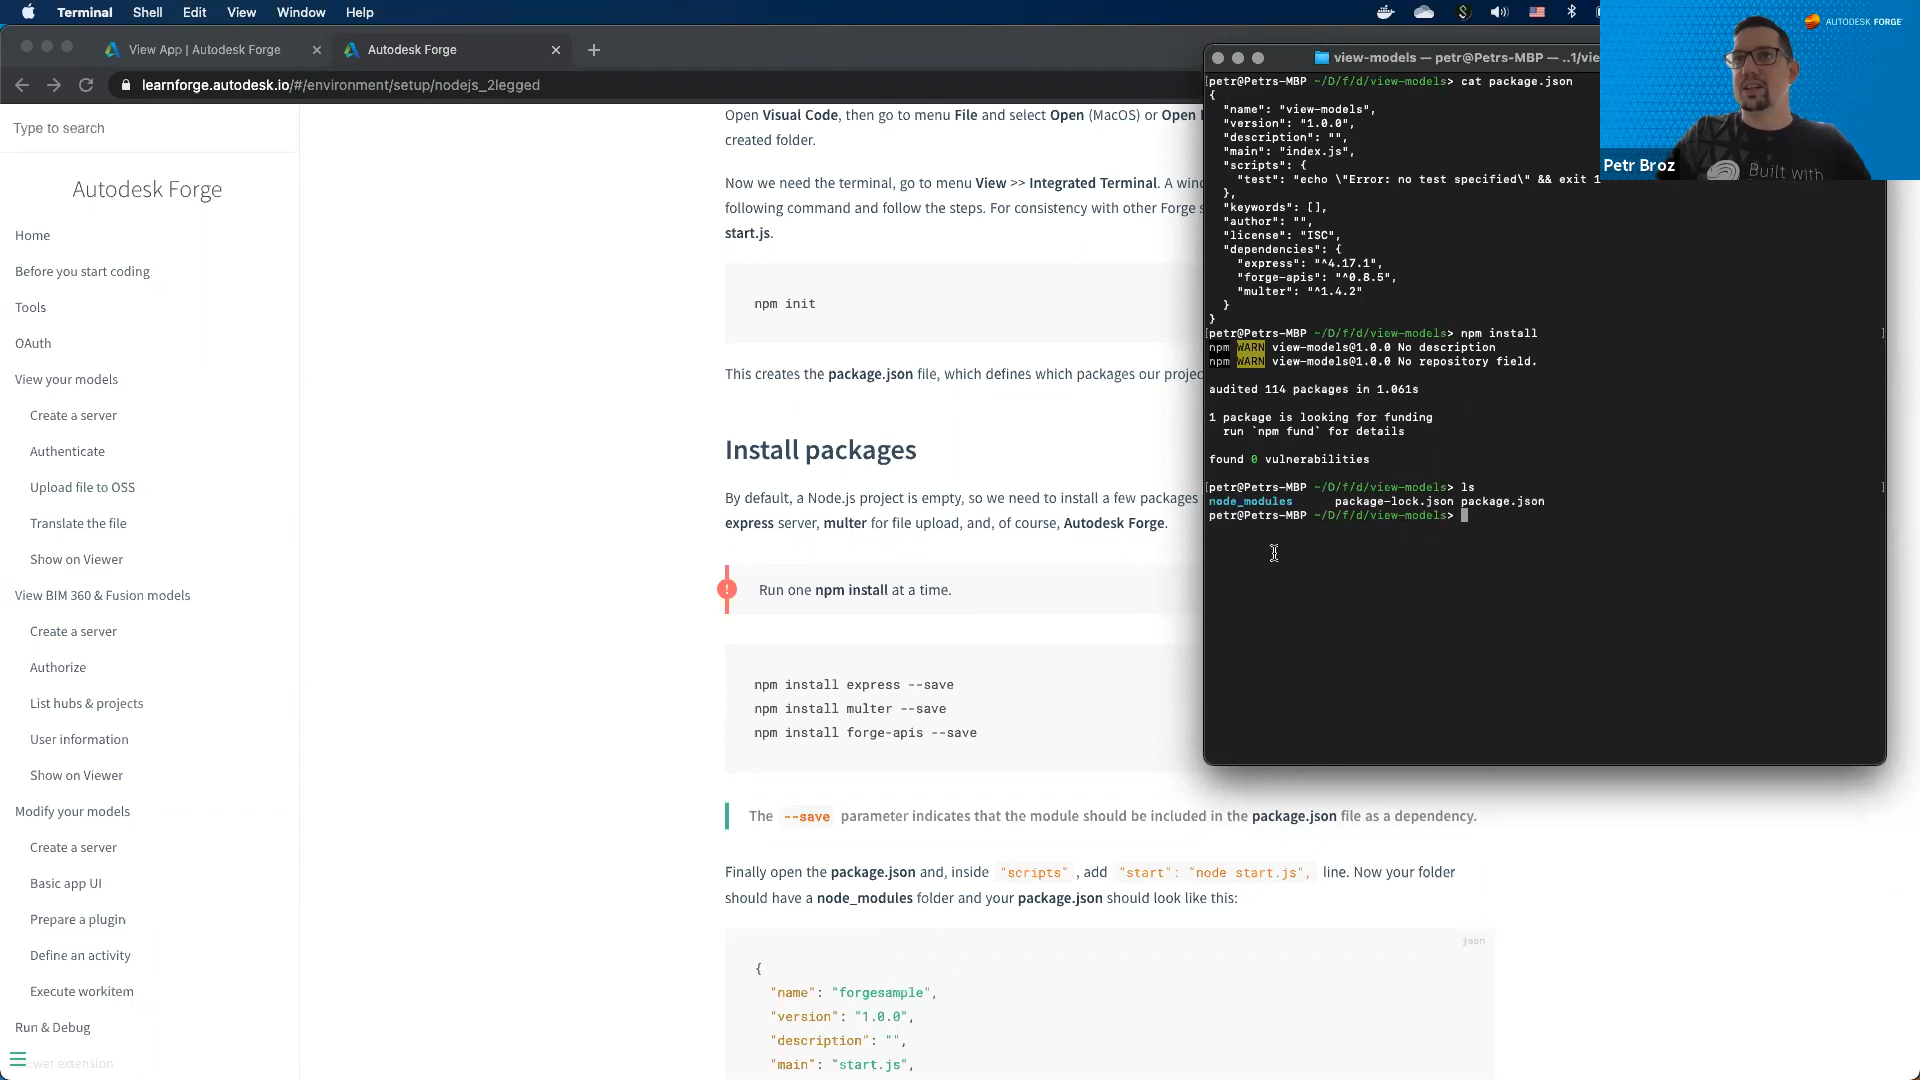 Terminal Shell Edit View Window Help
View App | Autodesk Forge
Autodesk Forge
learnforge.autodesk.io/#/environment/setup/nodejs_2legged
Type to search
Autodesk Forge
Home
Before you start coding
Tools
OAuth
View your models
Create a server
Authenticate
Upload file to OSS
Translate the file
Show on Viewer
View BIM 360 & Fusion models
Create a server
Authorize
List hubs & projects
User information
Show on Viewer
Modify your models
Create a server
Basic app UI
Prepare a plugin
Define an activity
Execute workitem
Run & Debug
Open Visual Code, then go to menu File and select Open (MacOS) or Open
created folder.
Now we need the terminal, go to menu View >> Integrated Terminal. A
following command and follow the steps. For consistency with other Forge
start.js.
npm init
This creates the package.json file, which defines which packages our
Install packages
By default, a Node.js project is empty, so we need to install a few packages
express server, multer for file upload, and, of course, Autodesk Forge.
Run one npm install at a time.
npm install express --save
npm install multer --save
npm install forge-apis --save
The --save parameter indicates that the module should be included in the package.json file as a dependency.
Finally open the package.json and, inside "scripts" , add "start": "node start.js", line. Now your folder
should have a node_modules folder and your package.json should look like this:
json
{
"name": "forgesample",
"version": "1.0.0",
"description": "",
"main": "start.js",
view-models — petr@Petrs-MBP — ..1/vie
petr@Petrs-MBP ~/D/f/d/view-models> cat package.json
{
"name": "view-models",
"version": "1.0.0",
"description": "",
"main": "index.js",
"scripts": {
"test": "echo \"Error: no test specified\" && exit 1
},
"keywords": [],
"author": "",
"license": "ISC",
"dependencies": {
"express": "^4.17.1",
"forge-apis": "^0.8.5",
"multer": "^1.4.2"
}
}
petr@Petrs-MBP ~/D/f/d/view-models> npm install
npm WARN view-models@1.0.0 No description
npm WARN view-models@1.0.0 No repository field.
audited 114 packages in 1.061s
1 package is looking for funding
run `npm fund` for details
found 0 vulnerabilities
petr@Petrs-MBP ~/D/f/d/view-models> ls
node_modules package-lock.json package.json
petr@Petrs-MBP ~/D/f/d/view-models>
AUTODESK FORGE
Built with
Petr Broz